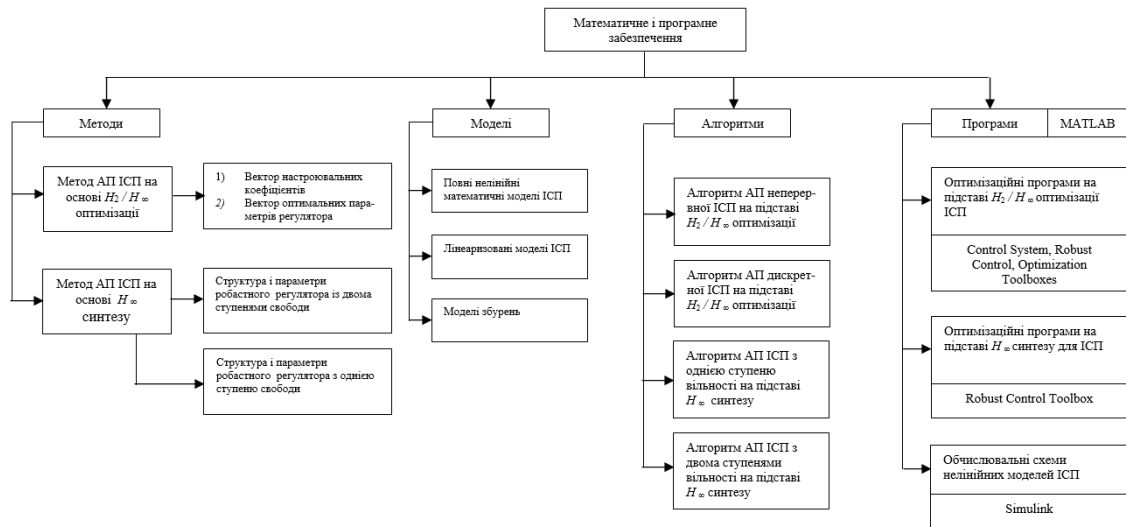 Математичне і програмне
забезпечення
Методи
Метод АП ІСП на
основі H₂ / H ∞
оптимізації
1) Вектор настроювальних
коефіцієнтів
2) Вектор оптимальних пара-
метрів регулятора
Метод АП ІСП на
основі H ∞
синтезу
Структура і параметри
робастного регулятора із двома
ступенями свободи
Структура і параметри
робастного регулятора з однією
ступеню свободи
Моделі
Повні нелінійні
математичні моделі ІСП
Лінеаризовані моделі ІСП
Моделі збурень
Алгоритми
Алгоритм АП неперер-
вної ІСП на підставі
H₂ / H ∞ оптимізації
Алгоритм АП дискрет-
ної ІСП на підставі
H₂ / H ∞ оптимізації
Алгоритм АП ІСП з
однією ступеню
вільності на підставі
H ∞ синтезу
Алгоритм АП ІСП з
двома ступенями
вільності на підставі
H ∞ синтезу
Програми
MATLAB
Оптимізаційні програми на
підставі H₂ / H ∞ оптимізації
ІСП
Control System, Robust
Control, Optimization
Toolboxes
Оптимізаційні програми на
підставі H ∞ синтезу для ІСП
Robust Control Toolbox
Обчислювальні схеми
нелінійних моделей ІСП
Simulink